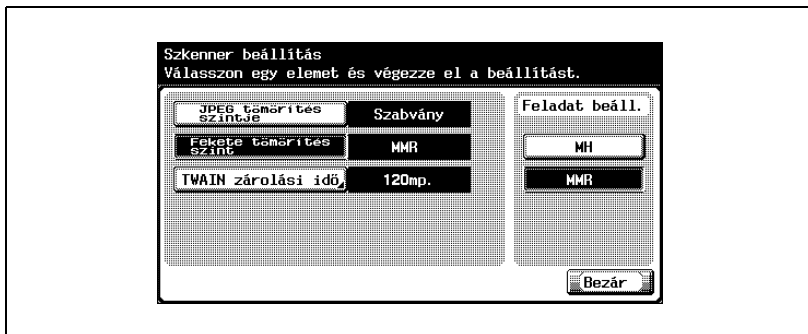 Szkenner beállítás
Válasszon egy elemet és végezze el a beállítást.
JPEG tömörítés
szintje
Szabvány
Fekete tömörítés
szint
MMR
TWAIN zárolási idő
120mp.
Feladat beáll.
MH
MMR
Bezár